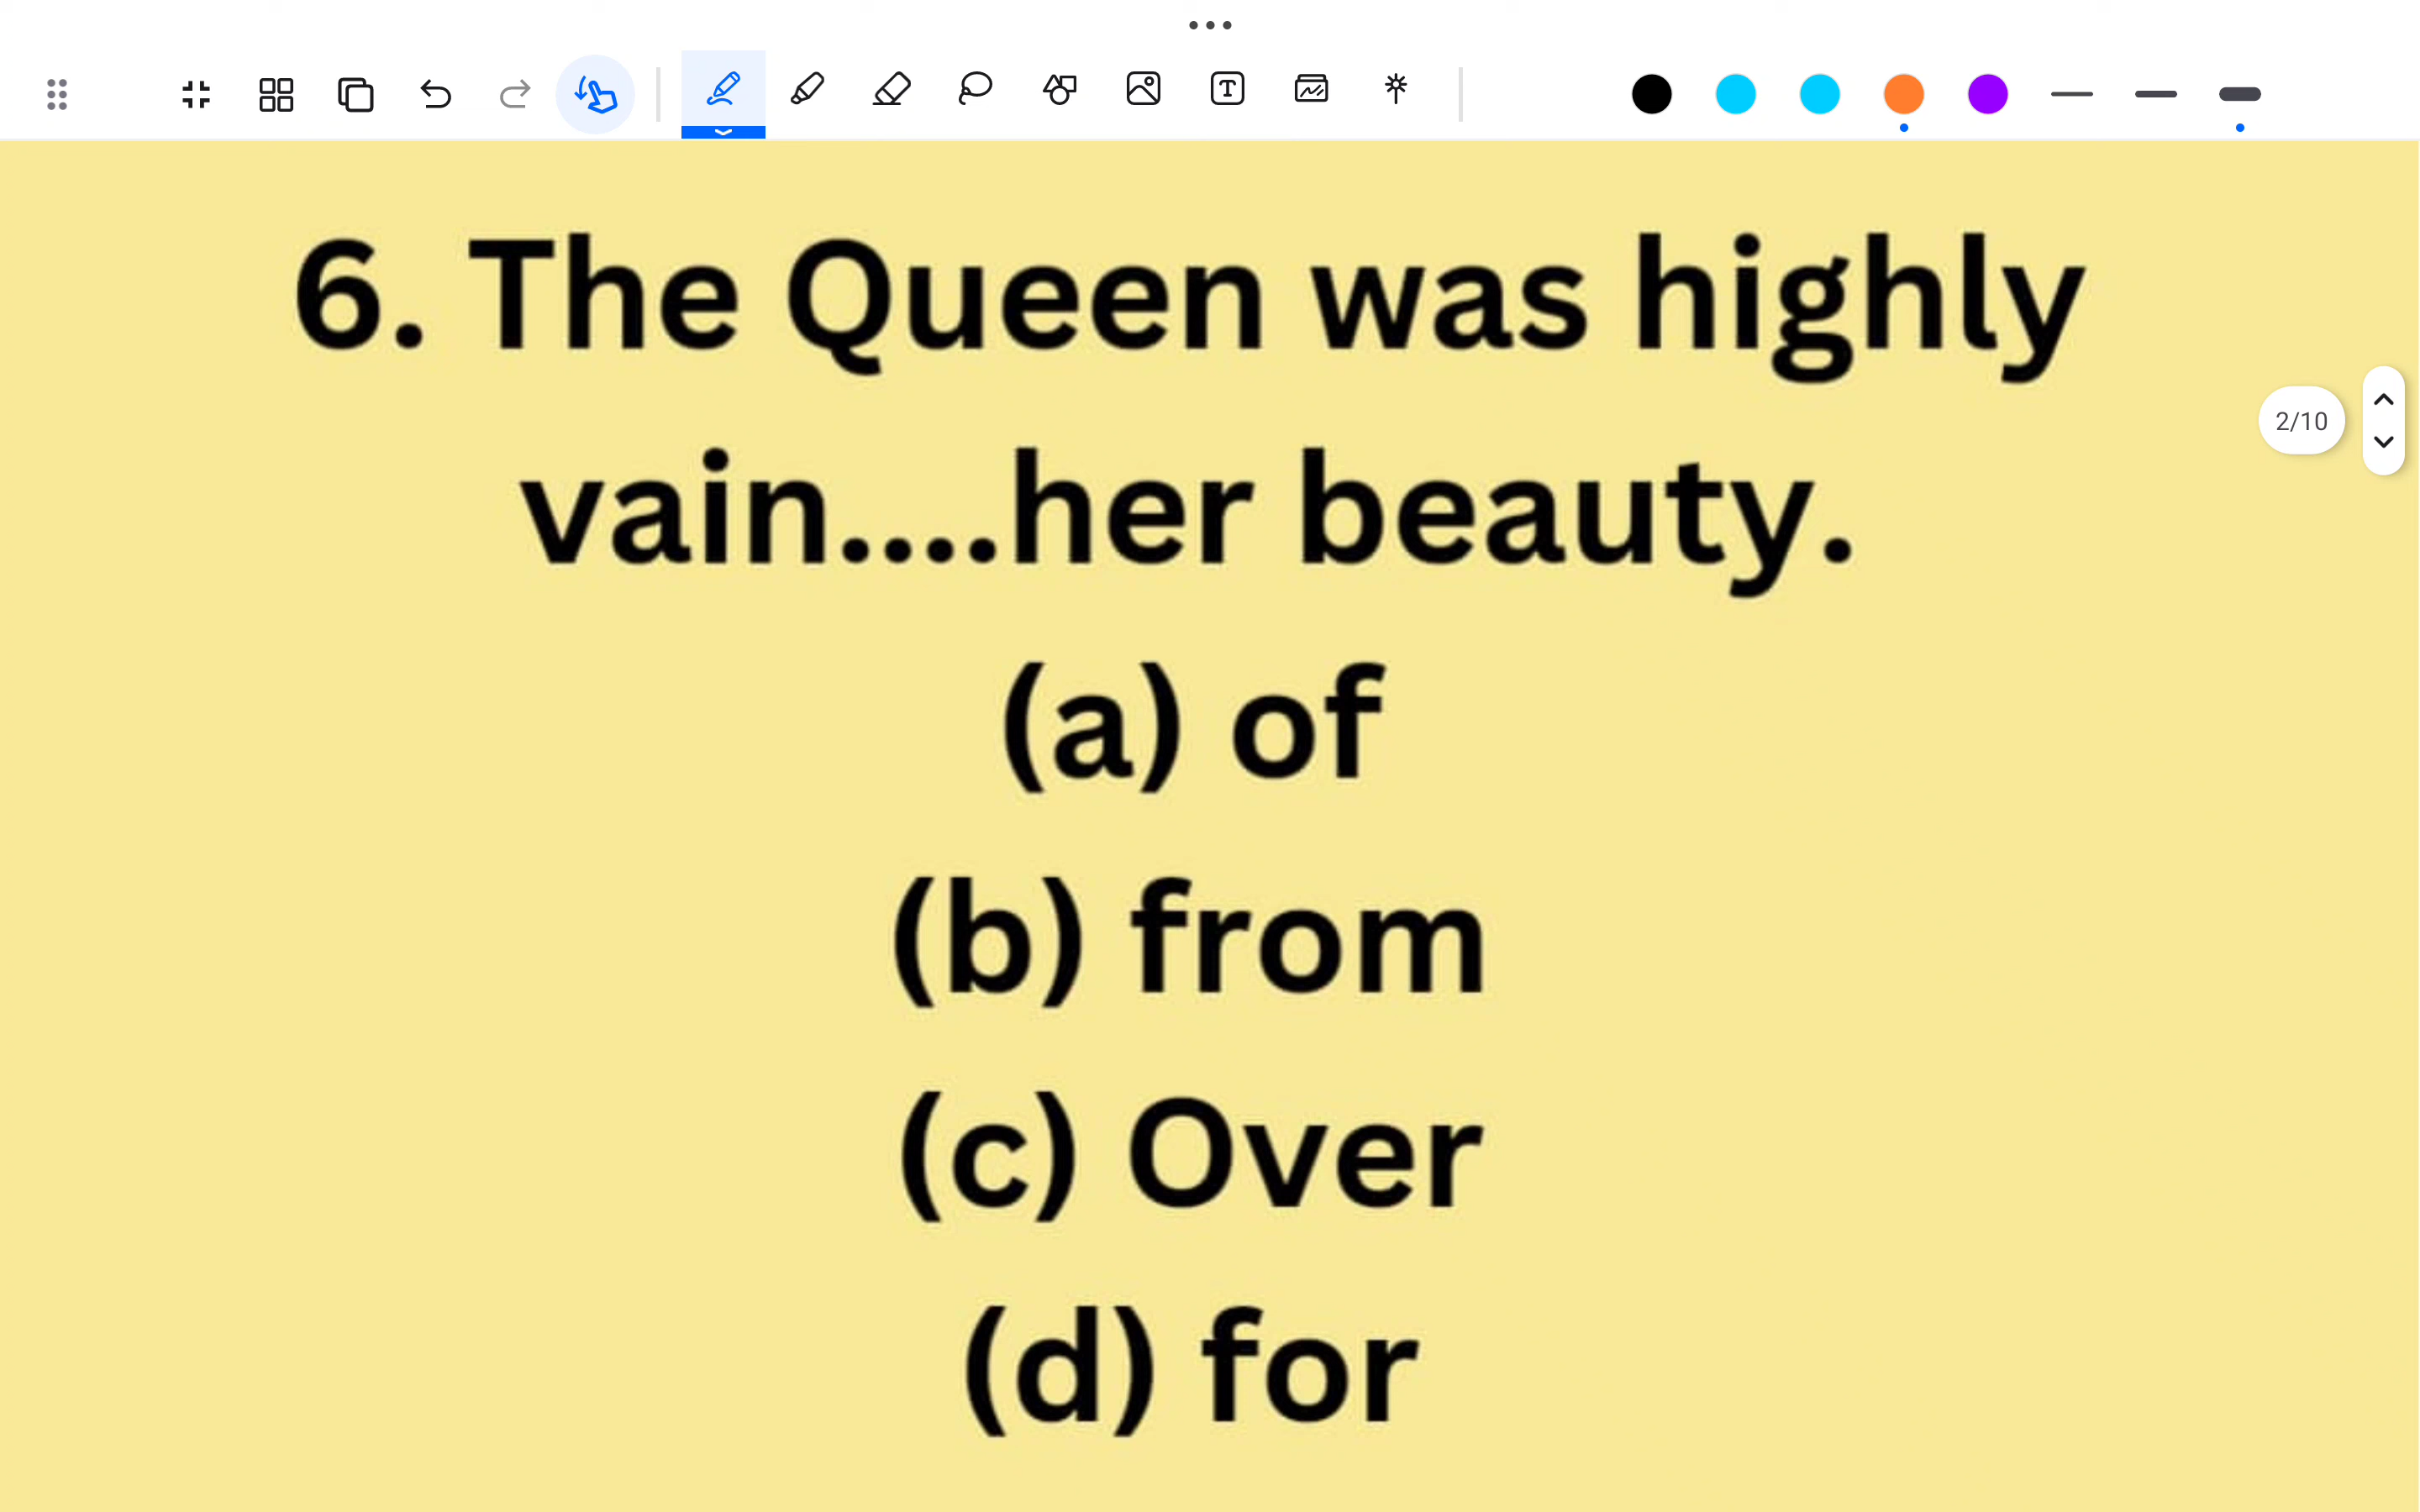 6. The Queen was highly
vain....her beauty.
2/10
(a) of
(b) from
(c) Over
(d) for